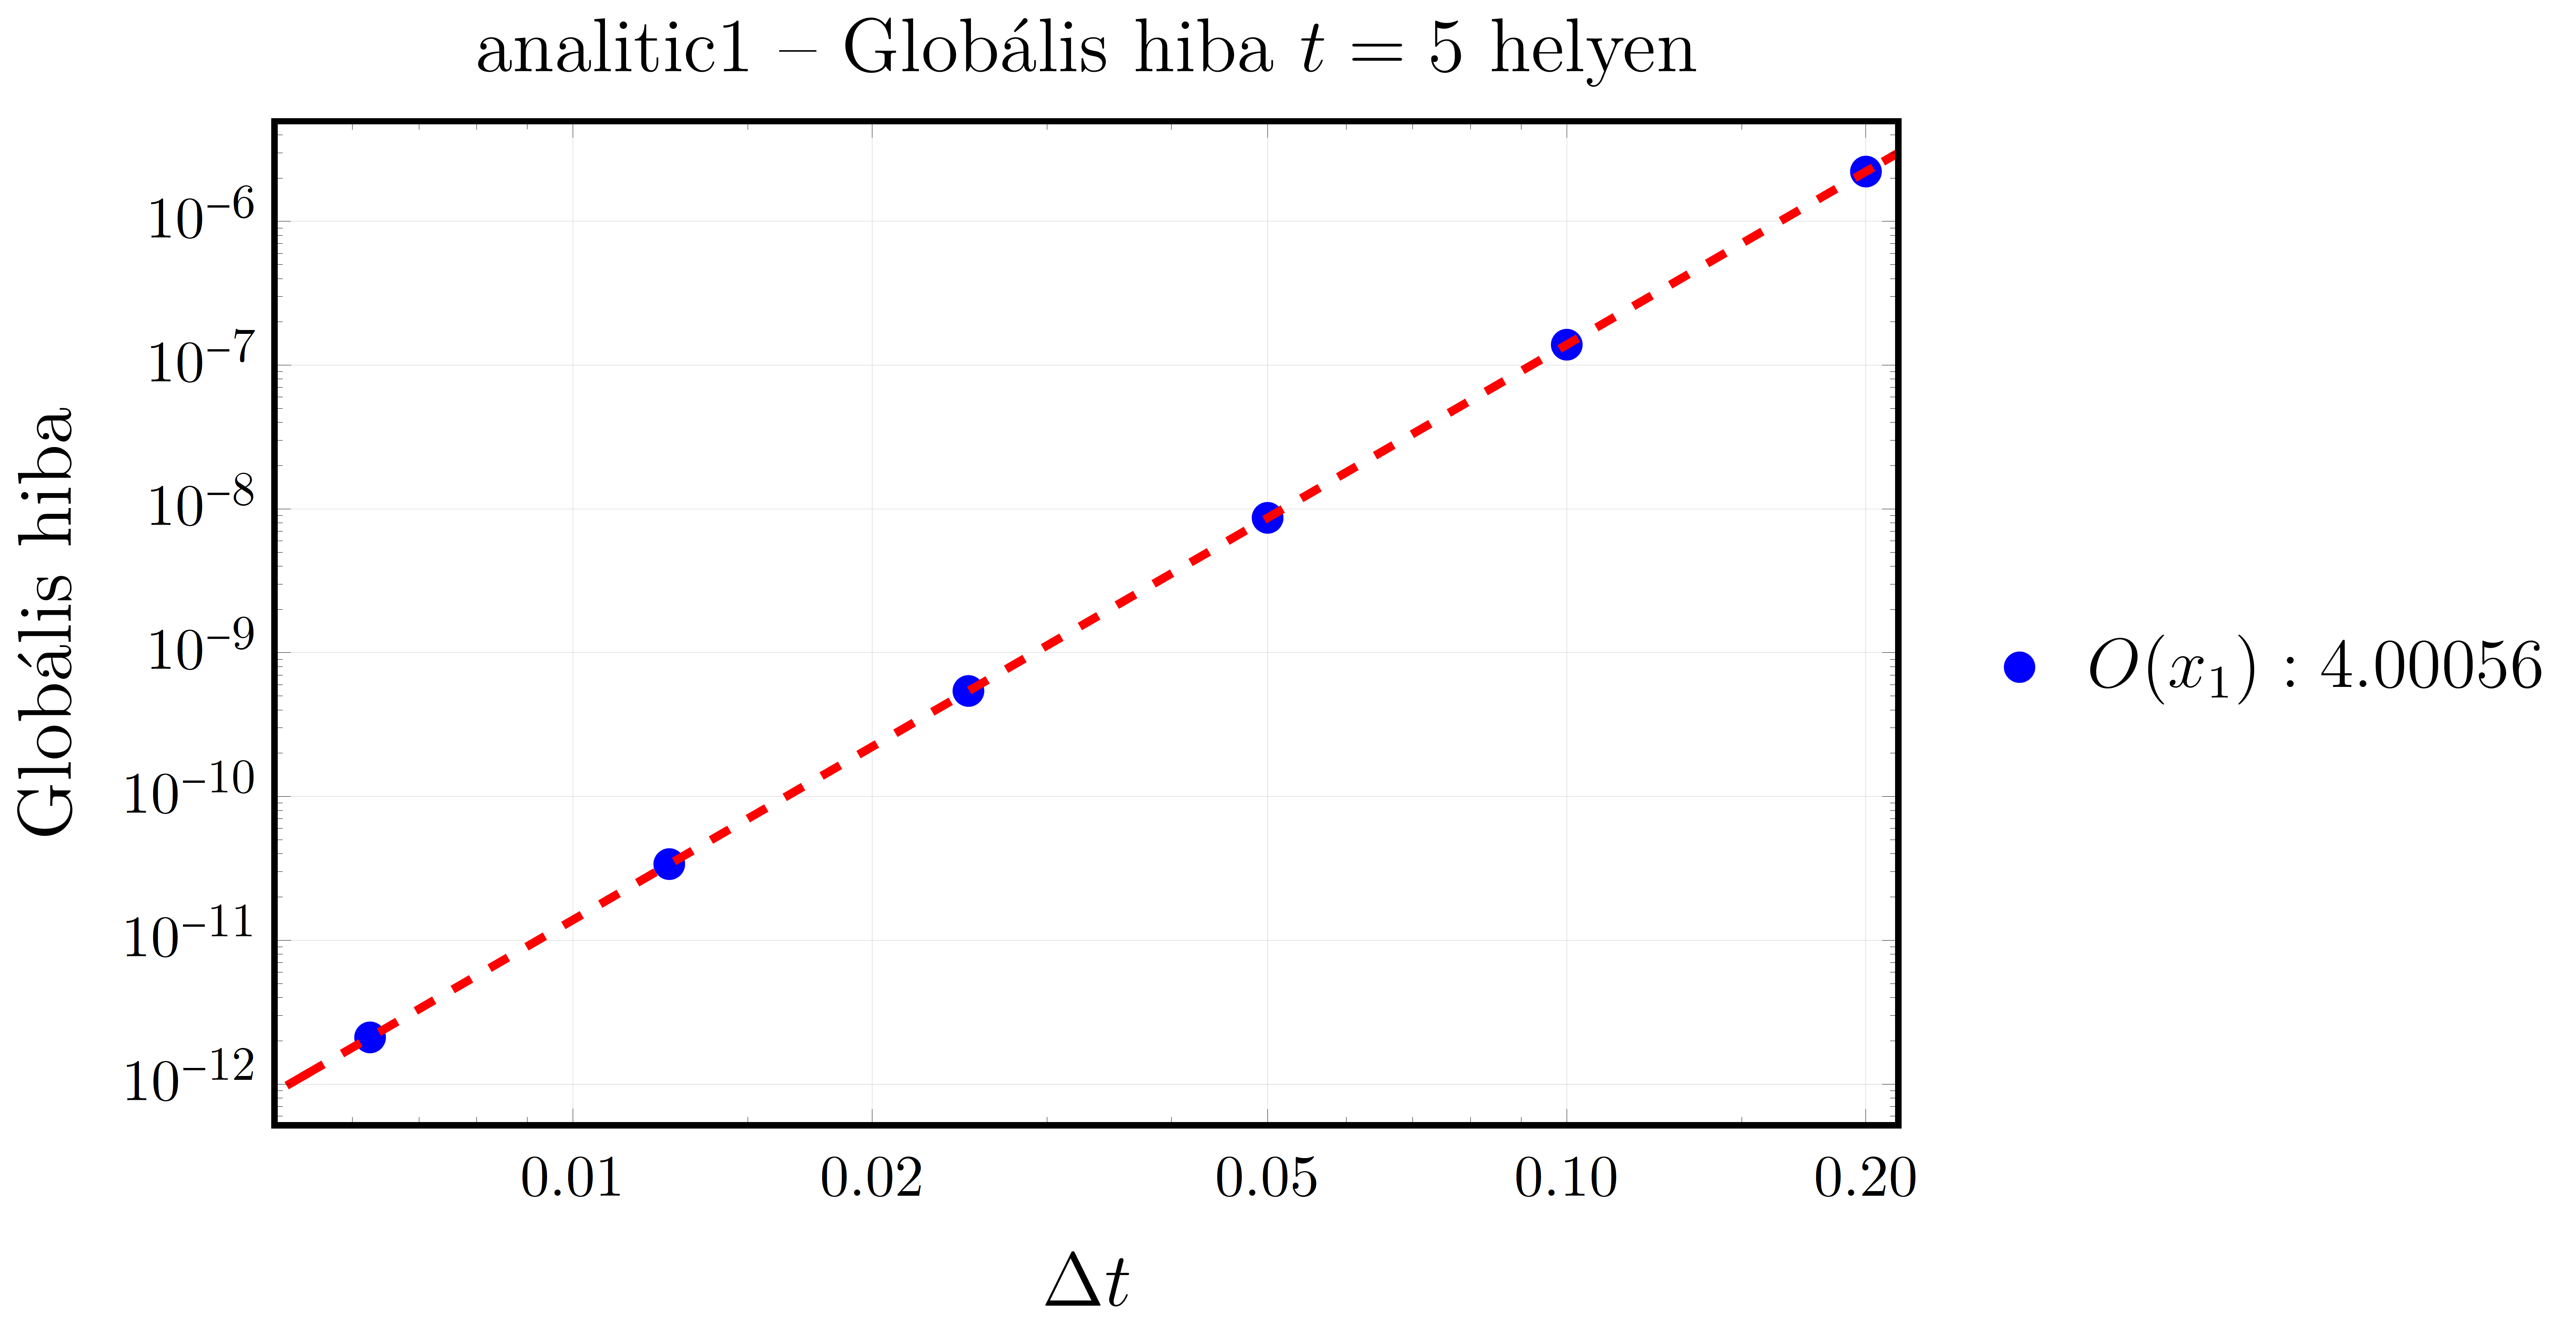 analitic1 – Globális hiba t = 5 helyen
Globális hiba
10⁻⁶
10⁻⁷
10⁻⁸
10⁻⁹
10⁻¹⁰
10⁻¹¹
10⁻¹²
0.01 0.02 0.05 0.10 0.20
Δt
O(x₁) : 4.00056